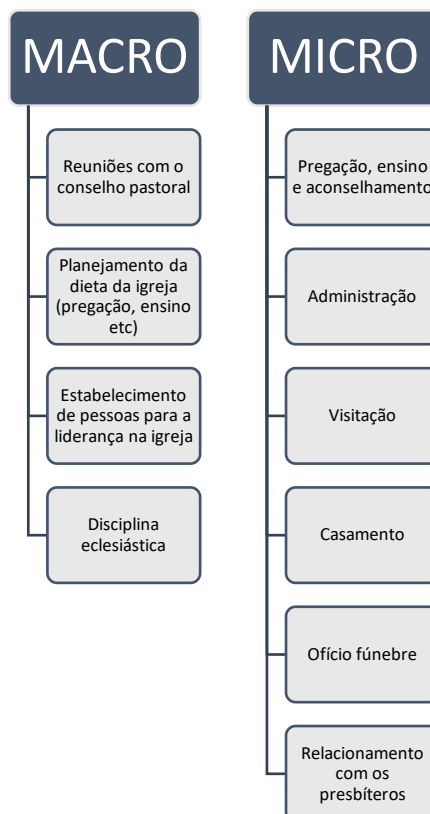 MACRO
Reuniões com o
conselho pastoral
Planejamento da
dieta da igreja
(pregação, ensino
etc)
Estabelecimento
de pessoas para a
liderança na igreja
Disciplina
eclesiástica
MICRO
Pregação, ensino
e aconselhamento
Administração
Visitação
Casamento
Ofício fúnebre
Relacionamento
com os
presbíteros